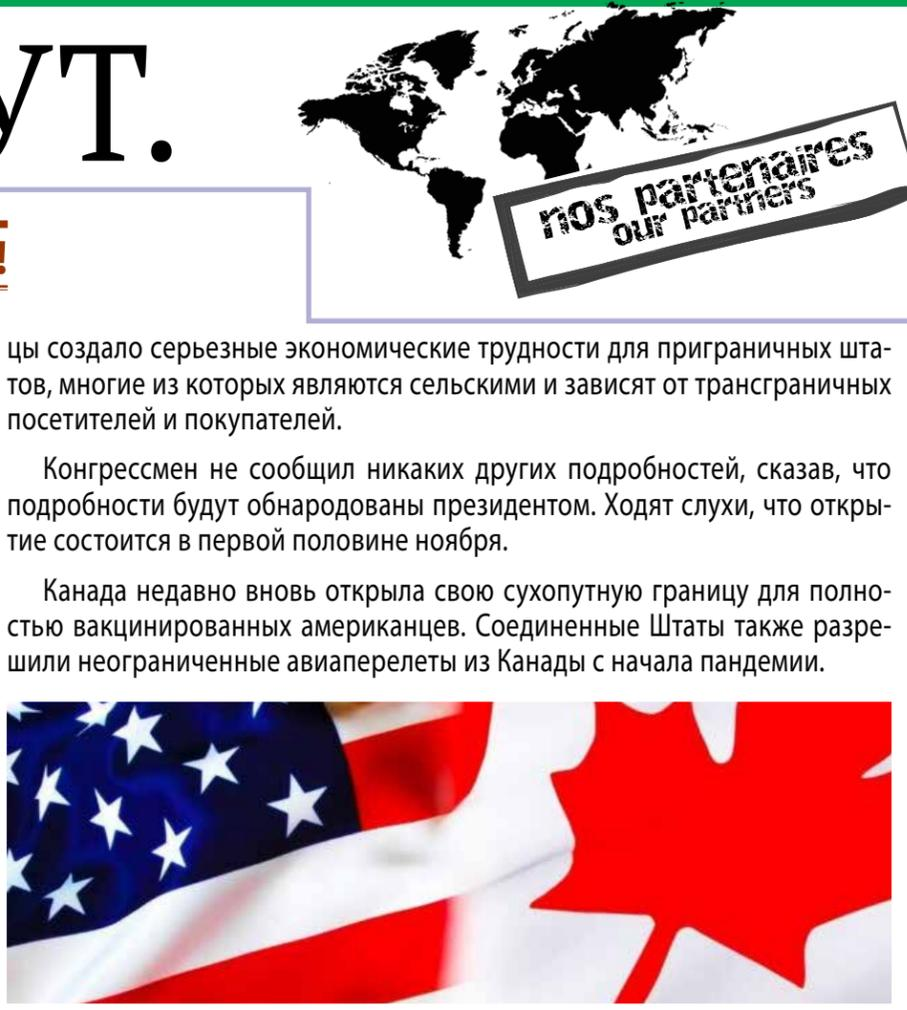 УТ.
nos partenaires
our partners
!
цы создало серьезные экономические трудности для приграничных шта-
тов, многие из которых являются сельскими и зависят от трансграничных
посетителей и покупателей.
Конгрессмен не сообщил никаких других подробностей, сказав, что
подробности будут обнародованы президентом. Ходят слухи, что откры-
тие состоится в первой половине ноября.
Канада недавно вновь открыла свою сухопутную границу для полно-
стью вакцинированных американцев. Соединенные Штаты также разре-
шили неограниченные авиаперелеты из Канады с начала пандемии.